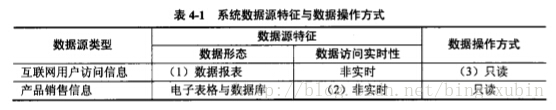 表 4-1 系统数据源特征与数据操作方式
数据源类型 数据源特征 数据操作方式
数据形态 数据访问实时性
互联网用户访问信息 (1) 数据报表 非实时 (3) 只读
产品销售信息 电子表格与数据库 (2) 非实时 只读